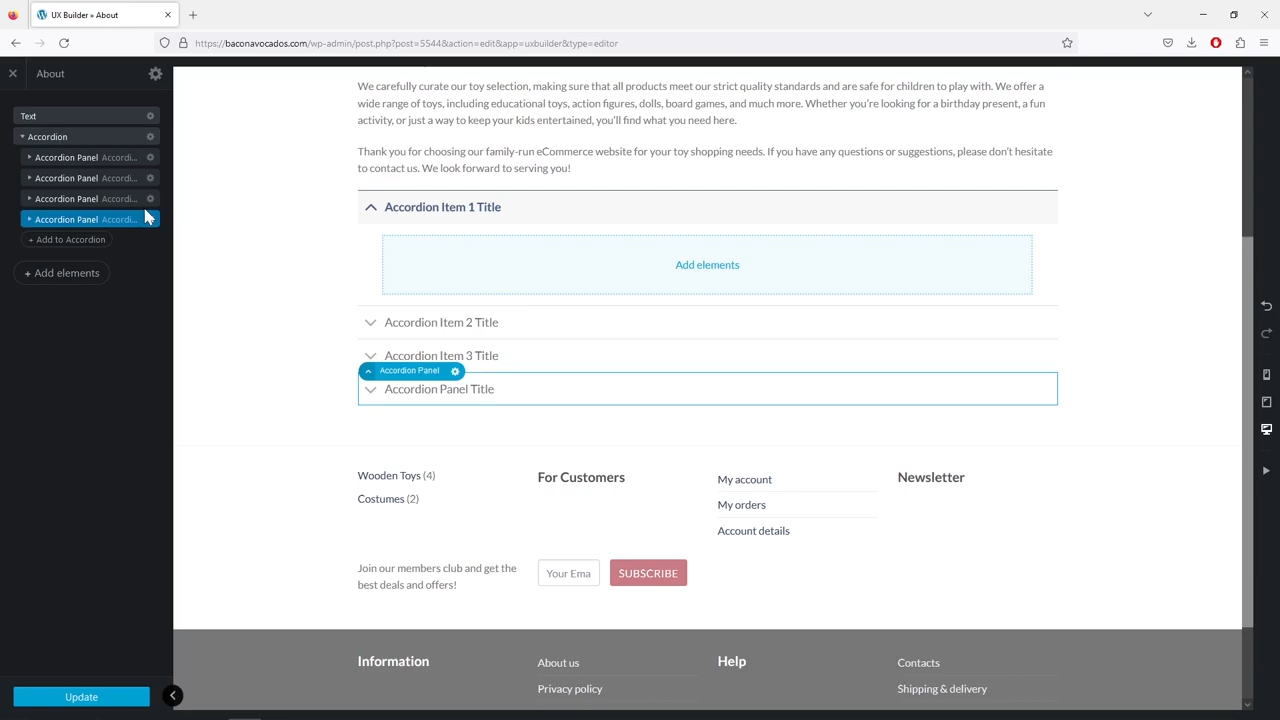 UX Builder » About
https://baconavocados.com/wp-admin/post.php?post=5544&action=edit&app=uxbuilder&type=editor
About
Text
Accordion
Accordion Panel Accordi...
Accordion Panel Accordi...
Accordion Panel Accordi...
Accordion Panel Accordi...
+ Add to Accordion
+ Add elements
Update
We carefully curate our toy selection, making sure that all products meet our strict quality standards and are safe for children to play with. We offer a
wide range of toys, including educational toys, action figures, dolls, board games, and much more. Whether you're looking for a birthday present, a fun
activity, or just a way to keep your kids entertained, you'll find what you need here.
Thank you for choosing our family-run eCommerce website for your toy shopping needs. If you have any questions or suggestions, please don't hesitate
to contact us. We look forward to serving you!
Accordion Item 1 Title
Add elements
Accordion Item 2 Title
Accordion Item 3 Title
Accordion Panel
Accordion Panel Title
Wooden Toys (4)
Costumes (2)
For Customers
My account
My orders
Account details
Newsletter
Join our members club and get the
best deals and offers!
Your Ema
SUBSCRIBE
Information
About us
Privacy policy
Help
Contacts
Shipping & delivery